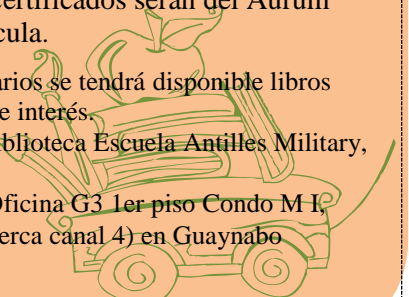 certificados serán del Aurum
cula.
arios se tendrá disponible libros
e interés.
blioteca Escuela Antilles Military,
Oficina G3 1er piso Condo M I,
erca canal 4) en Guaynabo